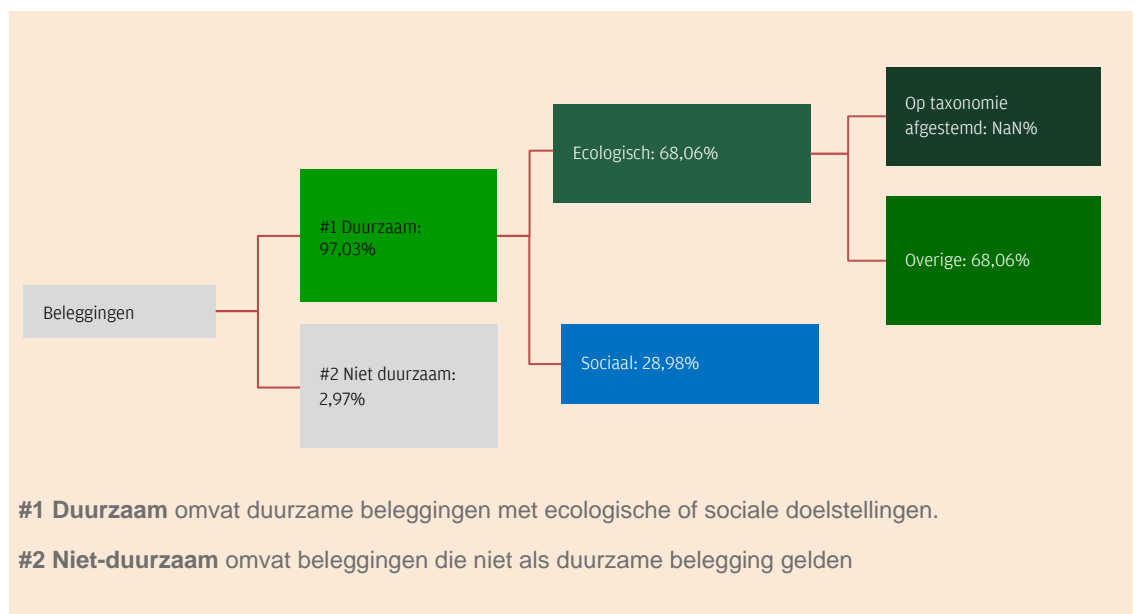 Beleggingen
#1 Duurzaam:
97,03%
#2 Niet duurzaam:
2,97%
Ecologisch: 68,06%
Sociaal: 28,98%
Op taxonomie
afgestemd: NaN%
Overige: 68,06%
#1 Duurzaam omvat duurzame beleggingen met ecologische of sociale doelstellingen.
#2 Niet-duurzaam omvat beleggingen die niet als duurzame belegging gelden